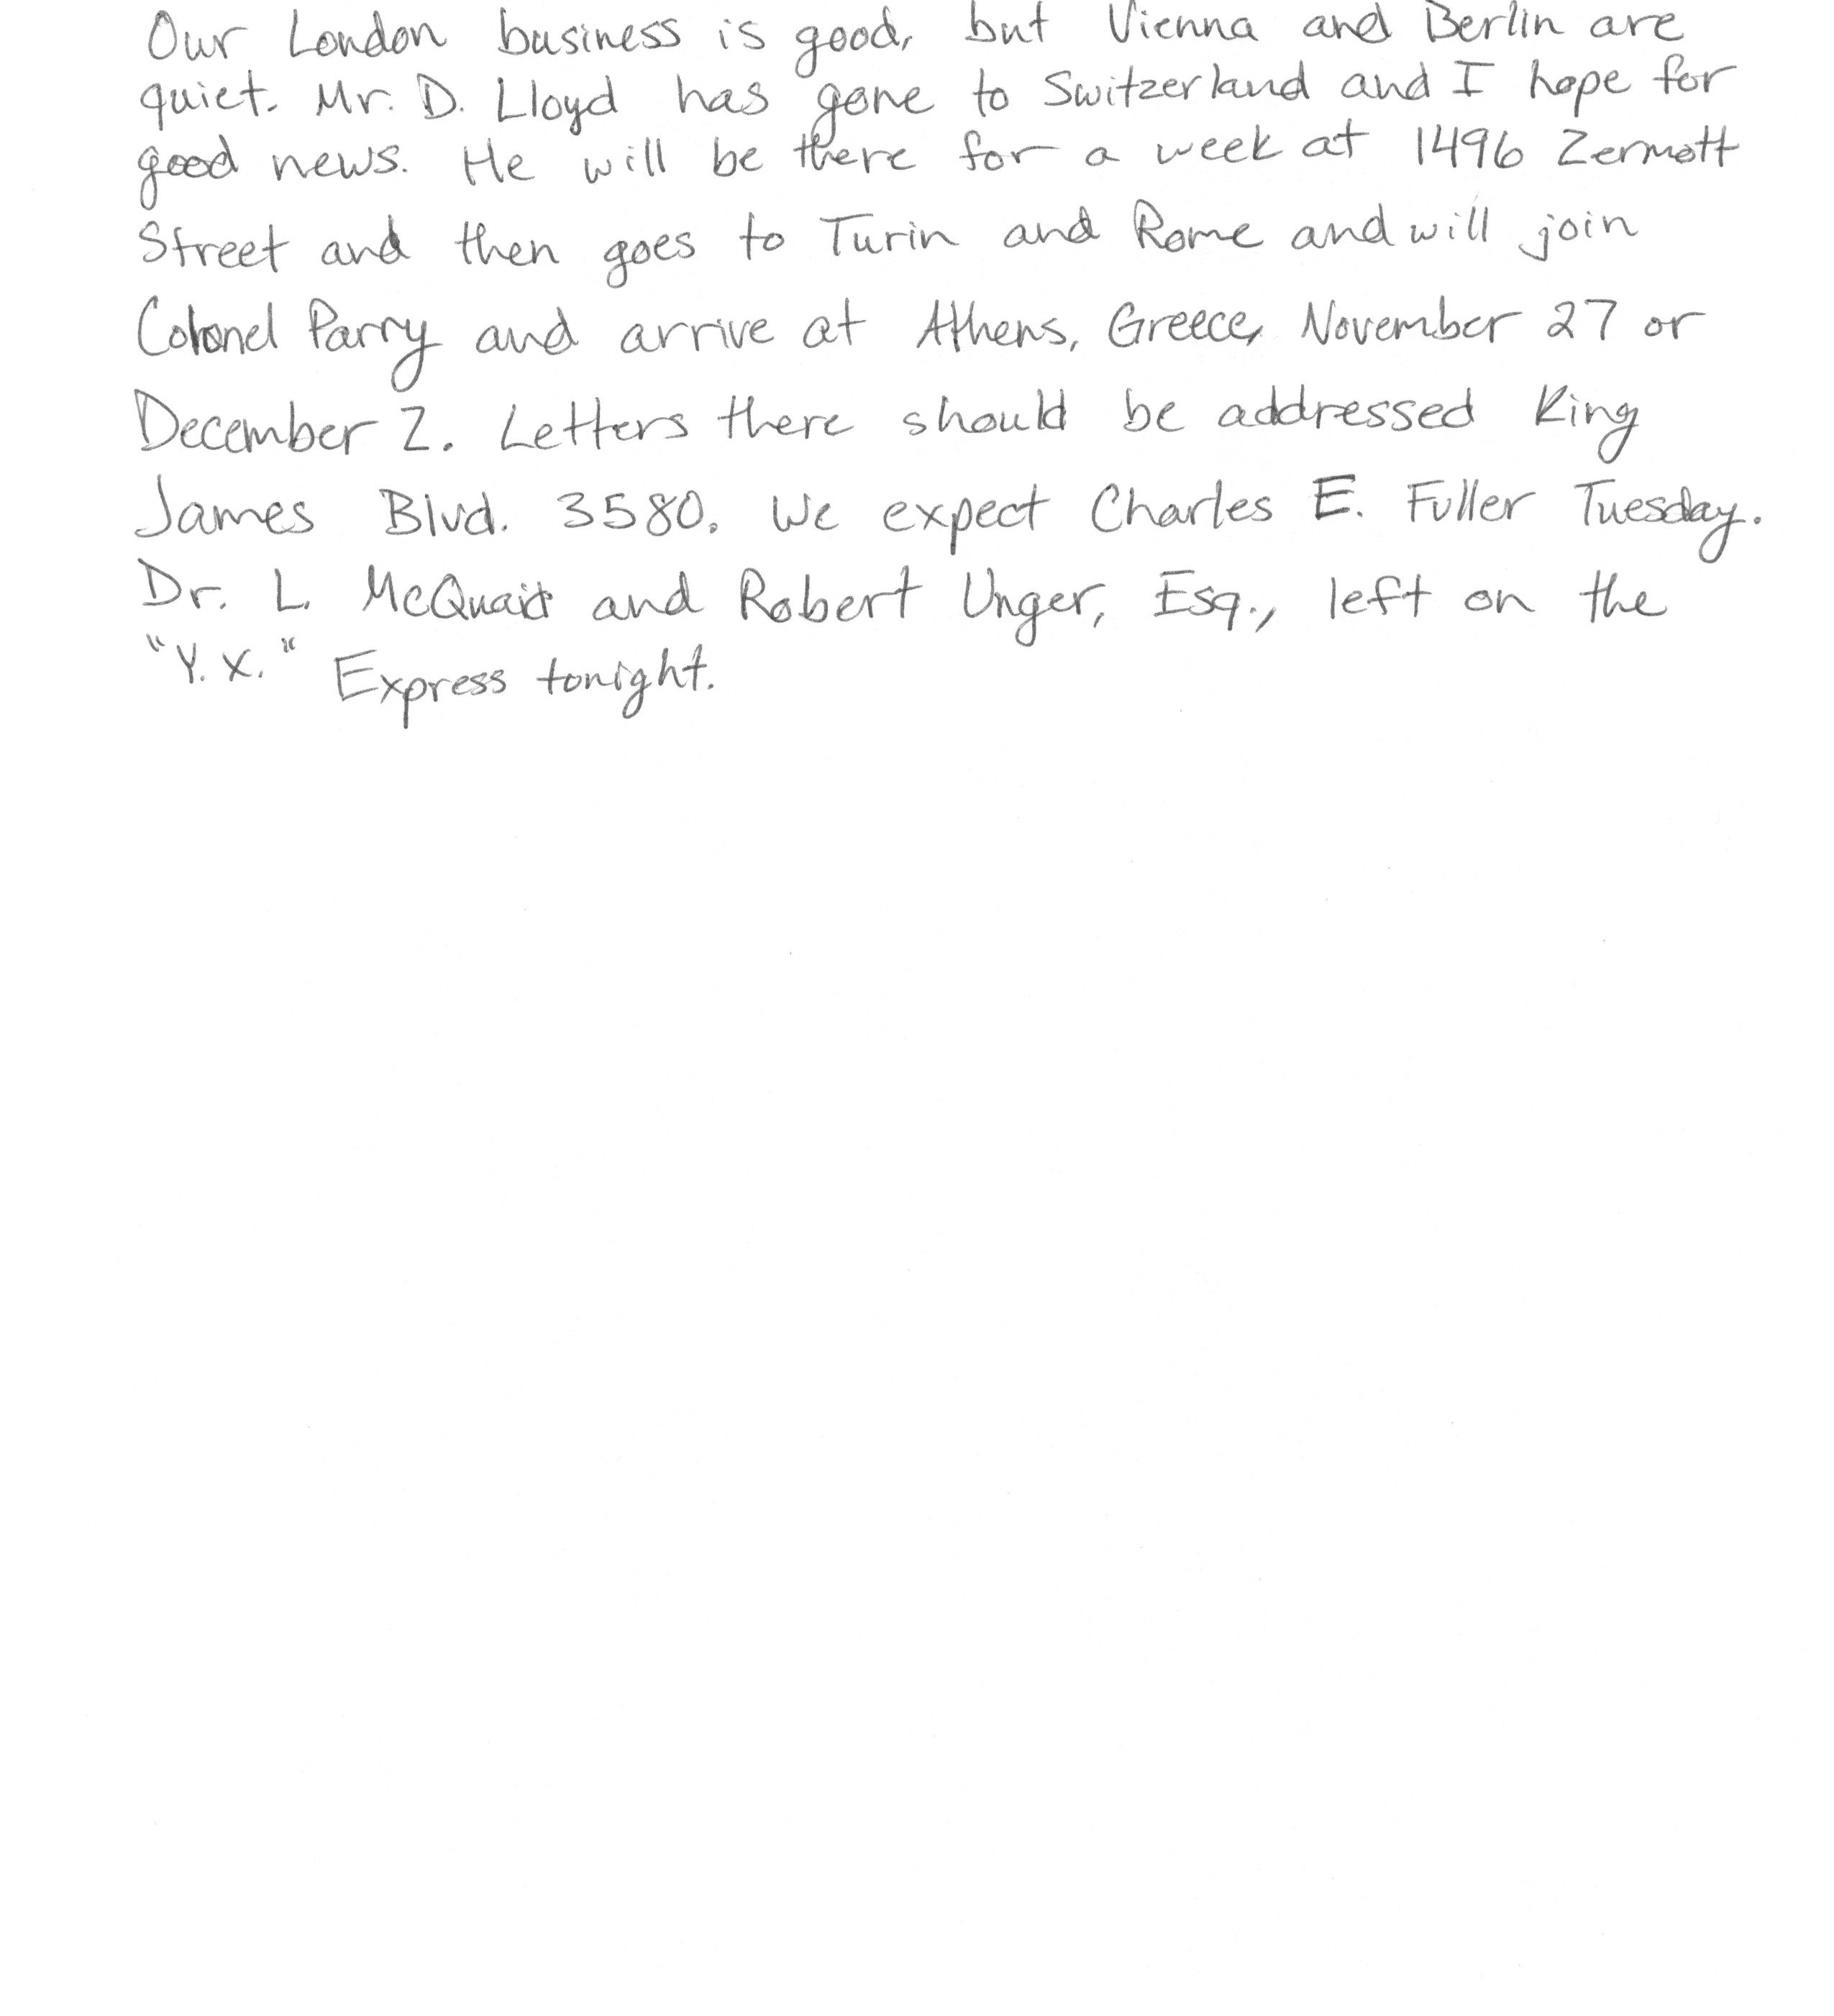 Our London business is good, but Vienna and Berlin are
quiet. Mr. D. Lloyd has gone to Switzerland and I hope for
good news. He will be there for a week at 1496 Zermott
Street and then goes to Turin and Rome and will join
Colonel Parry and arrive at Athens, Greece, November 27 or
December 2. Letters there should be addressed King
James Blvd. 3580. We expect Charles E. Fuller Tuesday.
Dr. L. McQuaid and Robert Unger, Esq., left on the
"Y.X." Express tonight.